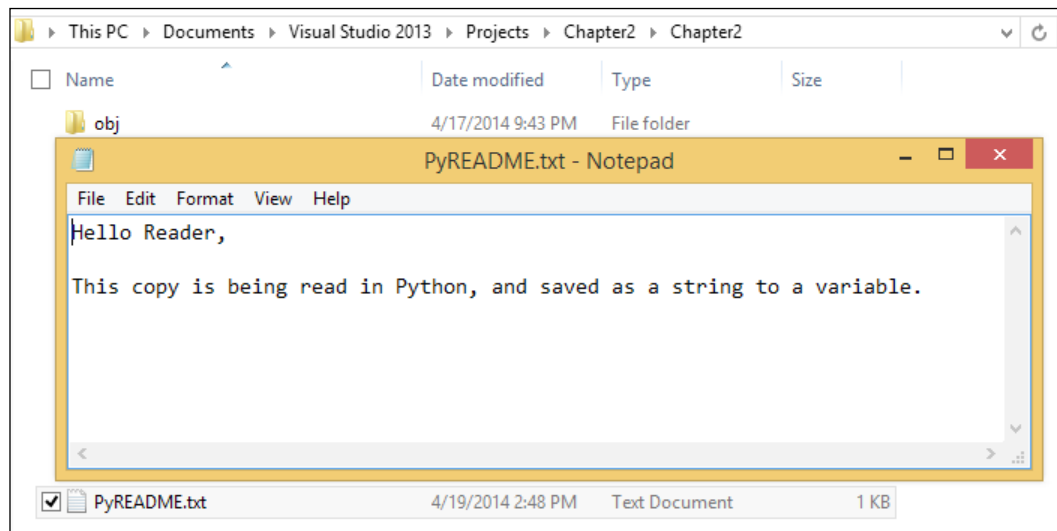 This PC Documents Visual Studio 2013 Projects Chapter2 Chapter2
Name Date modified Type Size
obj 4/17/2014 9:43 PM File folder
PyREADME.txt - Notepad
File Edit Format View Help
Hello Reader,
This copy is being read in Python, and saved as a string to a variable.
PyREADME.txt 4/19/2014 2:48 PM Text Document 1 KB